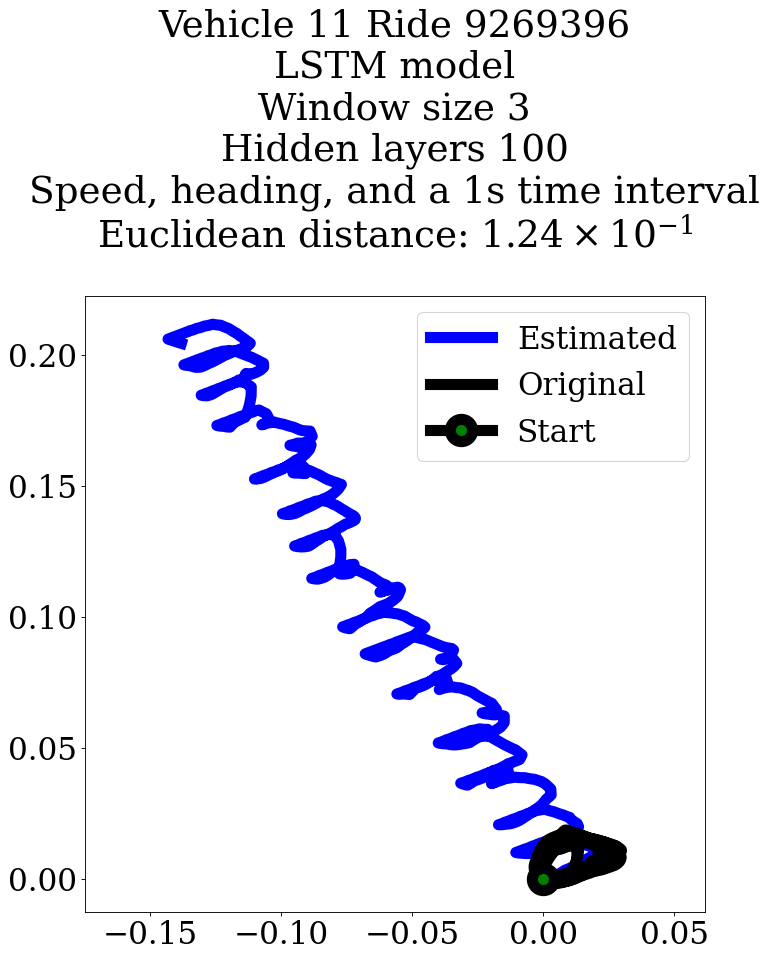 Vehicle 11 Ride 9269396
LSTM model
Window size 3
Hidden layers 100
Speed, heading, and a 1s time interval
Euclidean distance: 1.24 × 10⁻¹
Estimated
Original
Start
0.20
0.15
0.10
0.05
0.00
−0.15 −0.10 −0.05 0.00 0.05